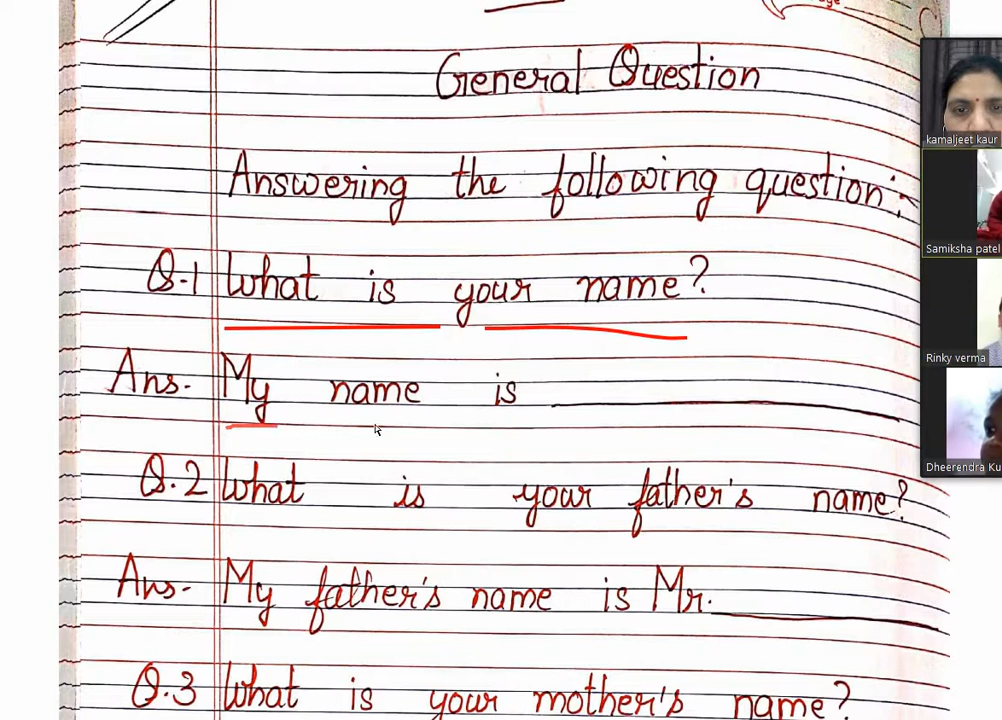 General Question
Answering the following question:
Q.1 What is your name?
Ans. My name is
Q.2 What is your father's name?
Ans. My father's name is Mr.
Q.3 What is your mother's name?
kamaljeet kaur
Samiksha patel
Rinky verma
Dheerendra Ku